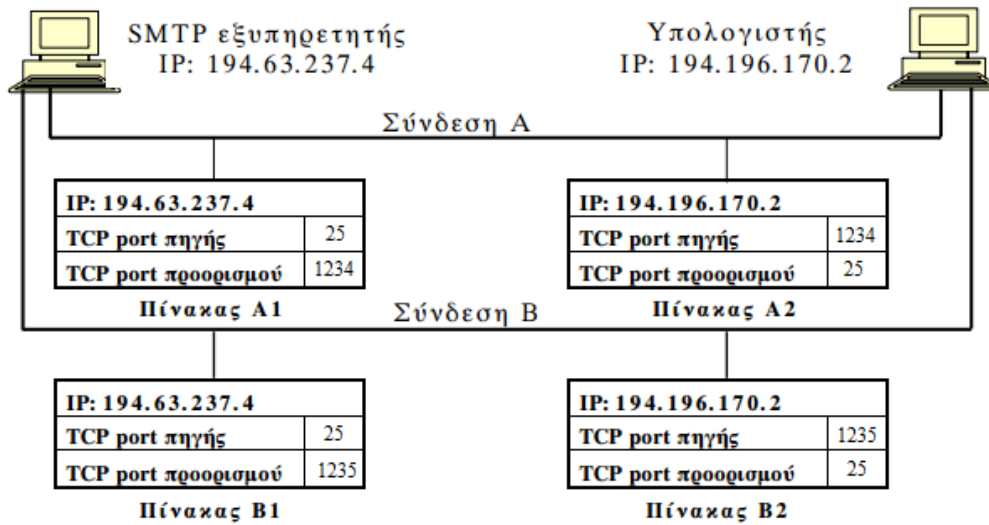 SMTP εξυπηρετητής
IP: 194.63.237.4
Υπολογιστής
IP: 194.196.170.2
Σύνδεση Α
IP: 194.63.237.4
TCP port πηγής 25
TCP port προορισμού 1234
Πίνακας Α1
IP: 194.196.170.2
TCP port πηγής 1234
TCP port προορισμού 25
Πίνακας Α2
Σύνδεση Β
IP: 194.63.237.4
TCP port πηγής 25
TCP port προορισμού 1235
Πίνακας Β1
IP: 194.196.170.2
TCP port πηγής 1235
TCP port προορισμού 25
Πίνακας Β2